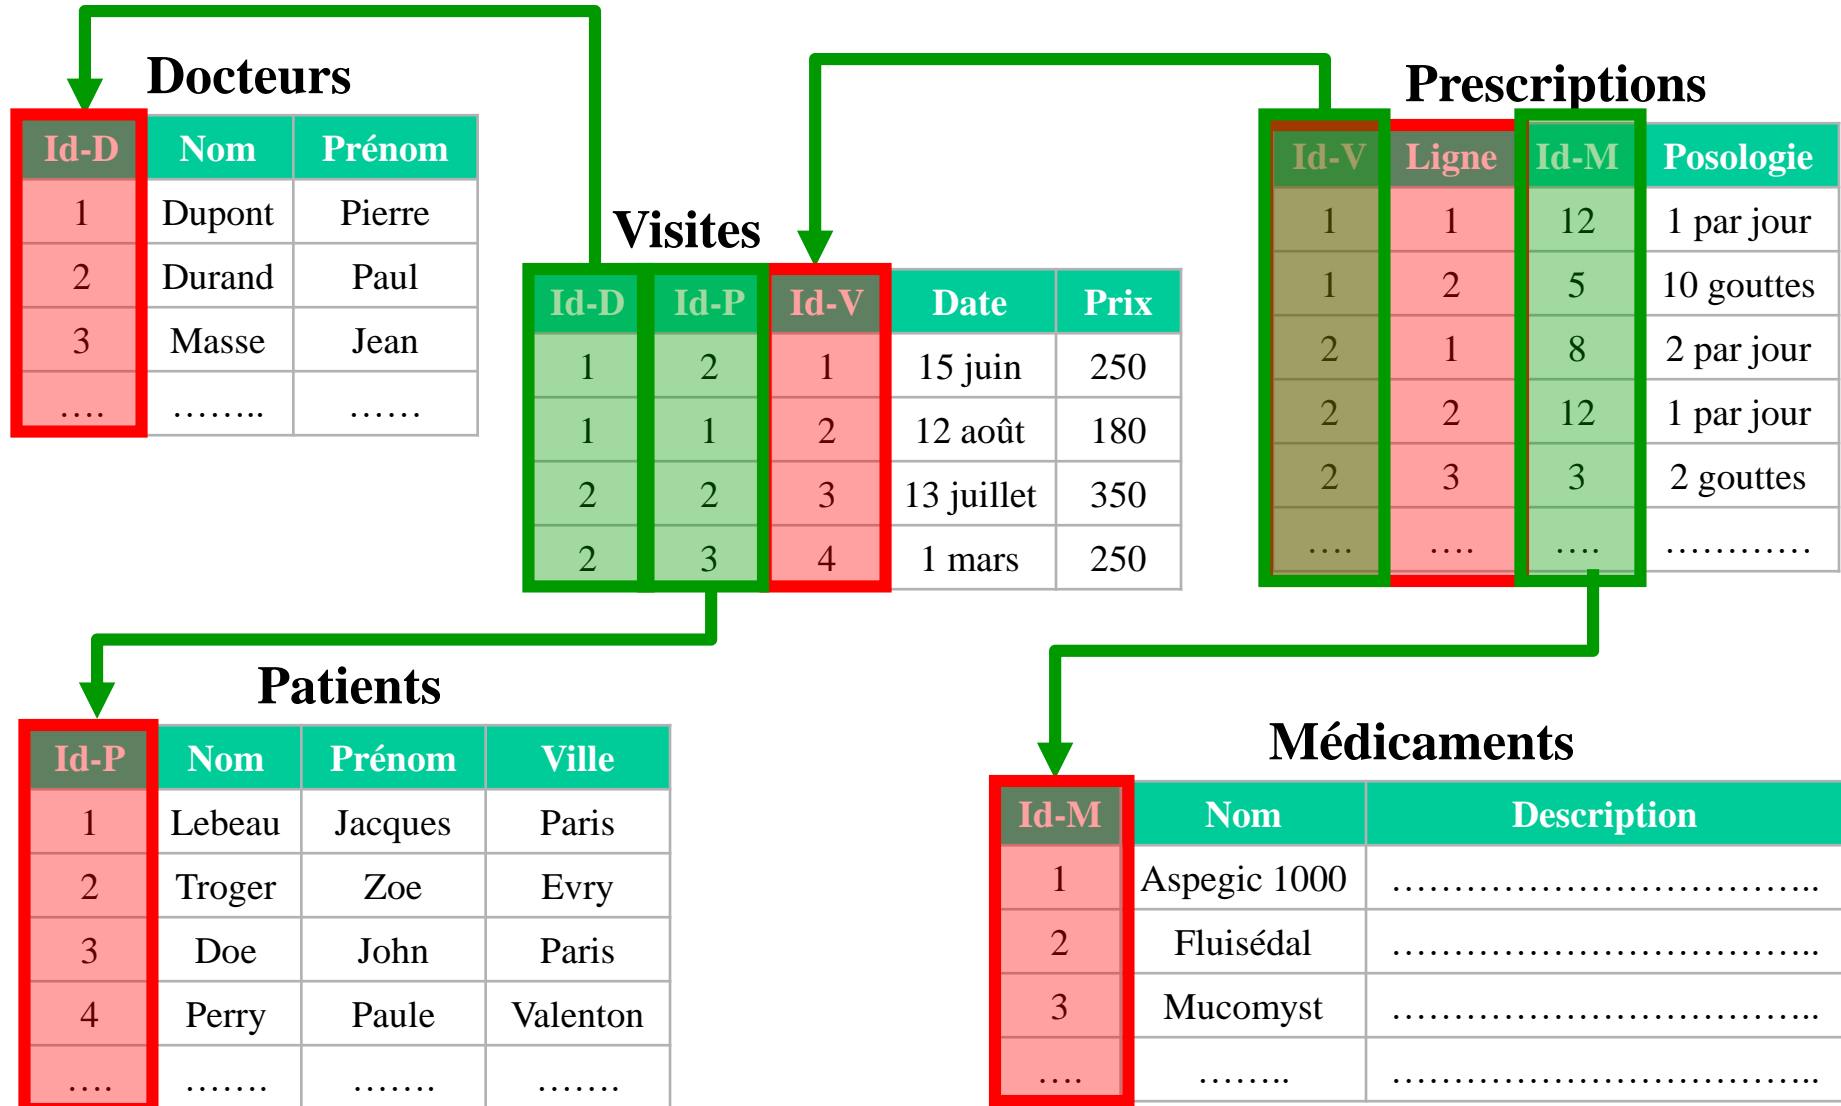 Docteurs
Id-D Nom Prénom
1 Dupont Pierre
2 Durand Paul
3 Masse Jean
…. …….. ……
Visites
Id-D Id-P Id-V Date Prix
1 2 1 15 juin 250
1 1 2 12 août 180
2 2 3 13 juillet 350
2 3 4 1 mars 250
Prescriptions
Id-V Ligne Id-M Posologie
1 1 12 1 par jour
1 2 5 10 gouttes
2 1 8 2 par jour
2 2 12 1 par jour
2 3 3 2 gouttes
…. …. …. …………
Patients
Id-P Nom Prénom Ville
1 Lebeau Jacques Paris
2 Troger Zoe Evry
3 Doe John Paris
4 Perry Paule Valenton
…. ……. ……. …….
Médicaments
Id-M Nom Description
1 Aspegic 1000 ……………………………..
2 Fluisédal ……………………………..
3 Mucomyst ……………………………..
…. …….. ……………………………..